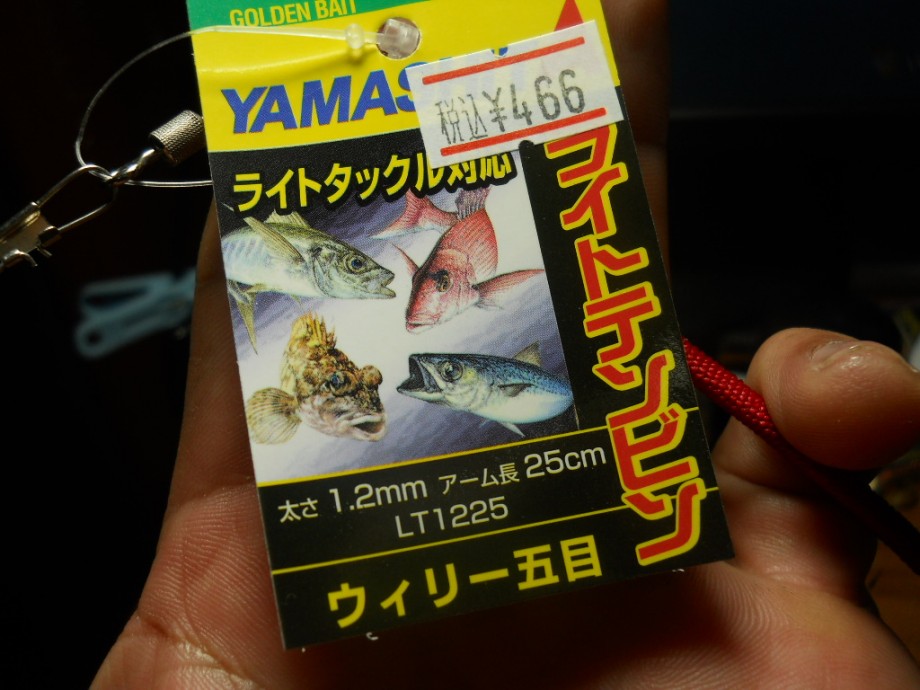 GOLDEN BAIT
YAMAS
税込¥466
ライトタックル対応
ライトテンビン
太さ 1.2mm アーム長 25cm
LT1225
ウィリー五目